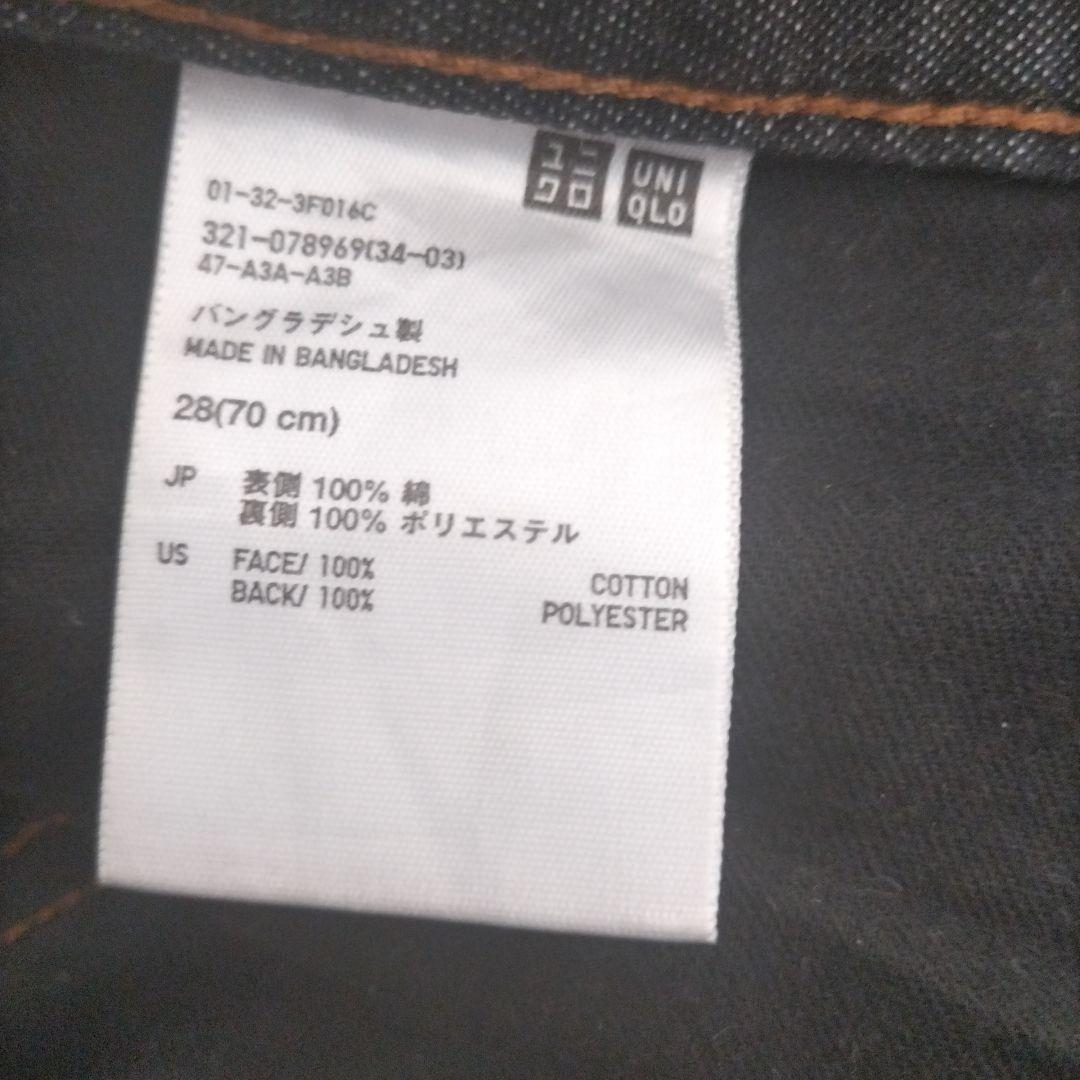 ユニ
クロ
UNI
QLO
01-32-3F016C
321-078969(34-03)
47-A3A-A3B
バングラデシュ製
MADE IN BANGLADESH
28(70 cm)
JP 表側 100% 綿
裏側 100% ポリエステル
US FACE/ 100% COTTON
BACK/ 100% POLYESTER